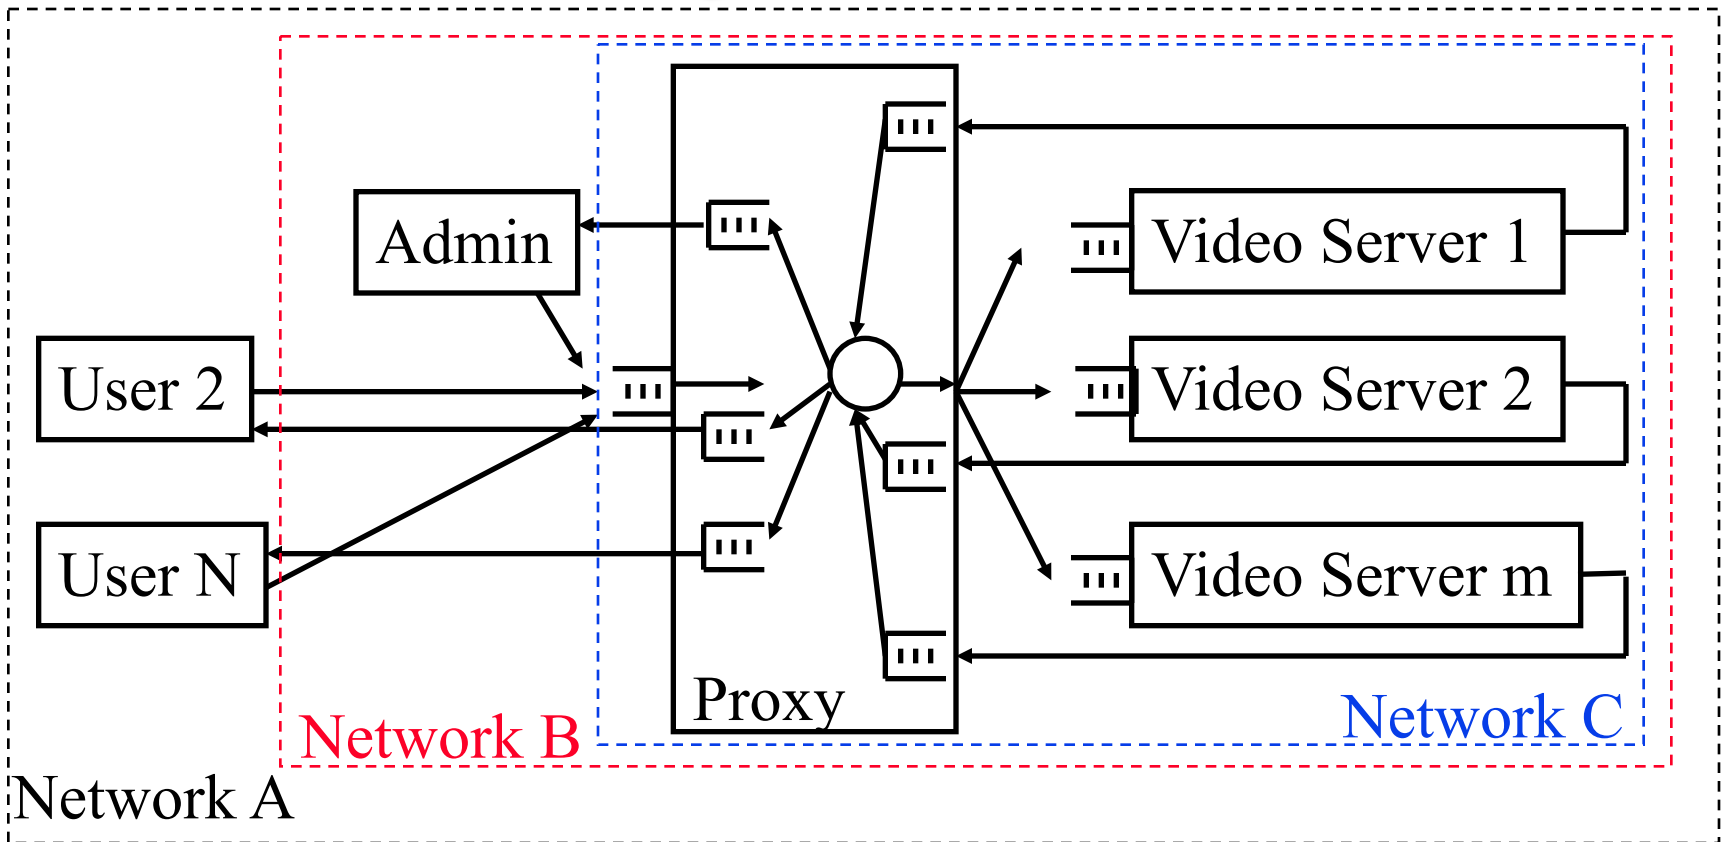 Admin
User 2
User N
Proxy
Video Server 1
Video Server 2
Video Server m
Network C
Network B
Network A